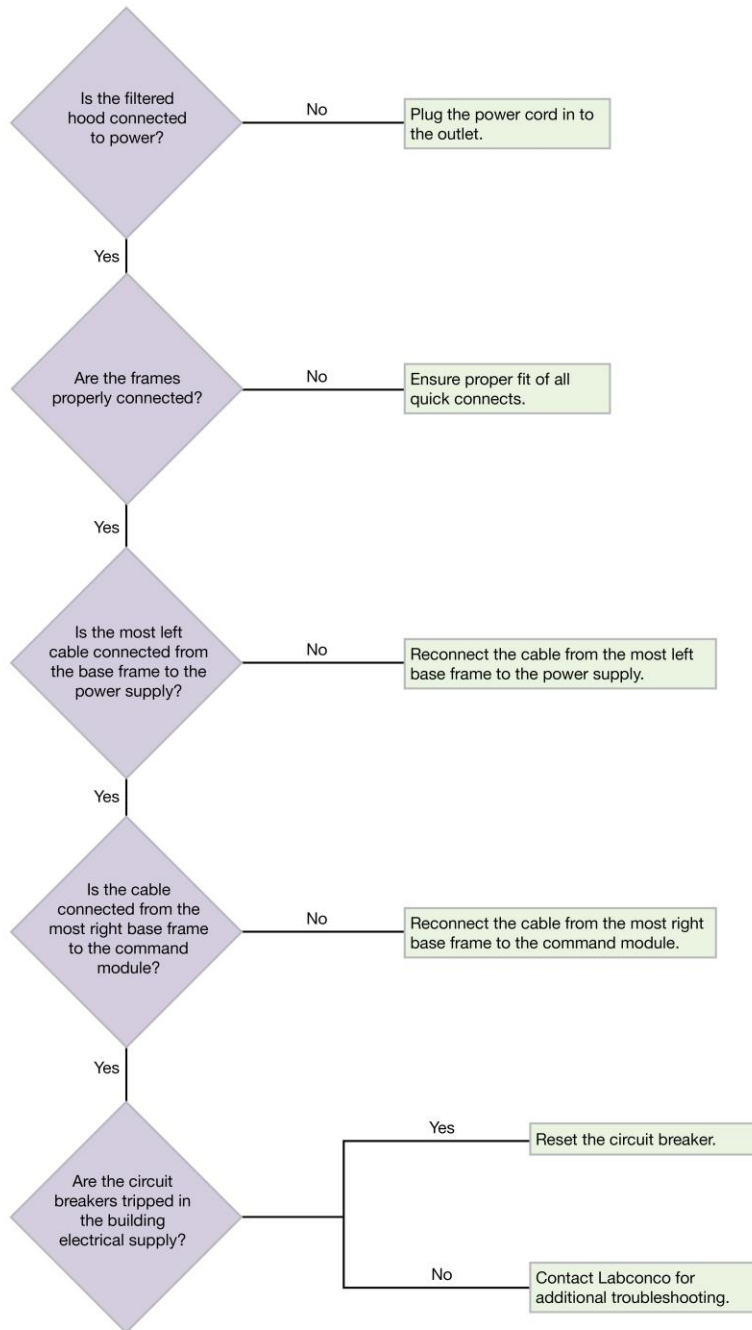 Is the filtered
hood connected
to power?
No
Plug the power cord in to
the outlet.
Yes
Are the frames
properly connected?
No
Ensure proper fit of all
quick connects.
Yes
Is the most left
cable connected from
the base frame to the
power supply?
No
Reconnect the cable from the most left
base frame to the power supply.
Yes
Is the cable
connected from the
most right base frame
to the command
module?
No
Reconnect the cable from the most right
base frame to the command module.
Yes
Are the circuit
breakers tripped in
the building
electrical supply?
Yes
Reset the circuit breaker.
No
Contact Labconco for
additional troubleshooting.